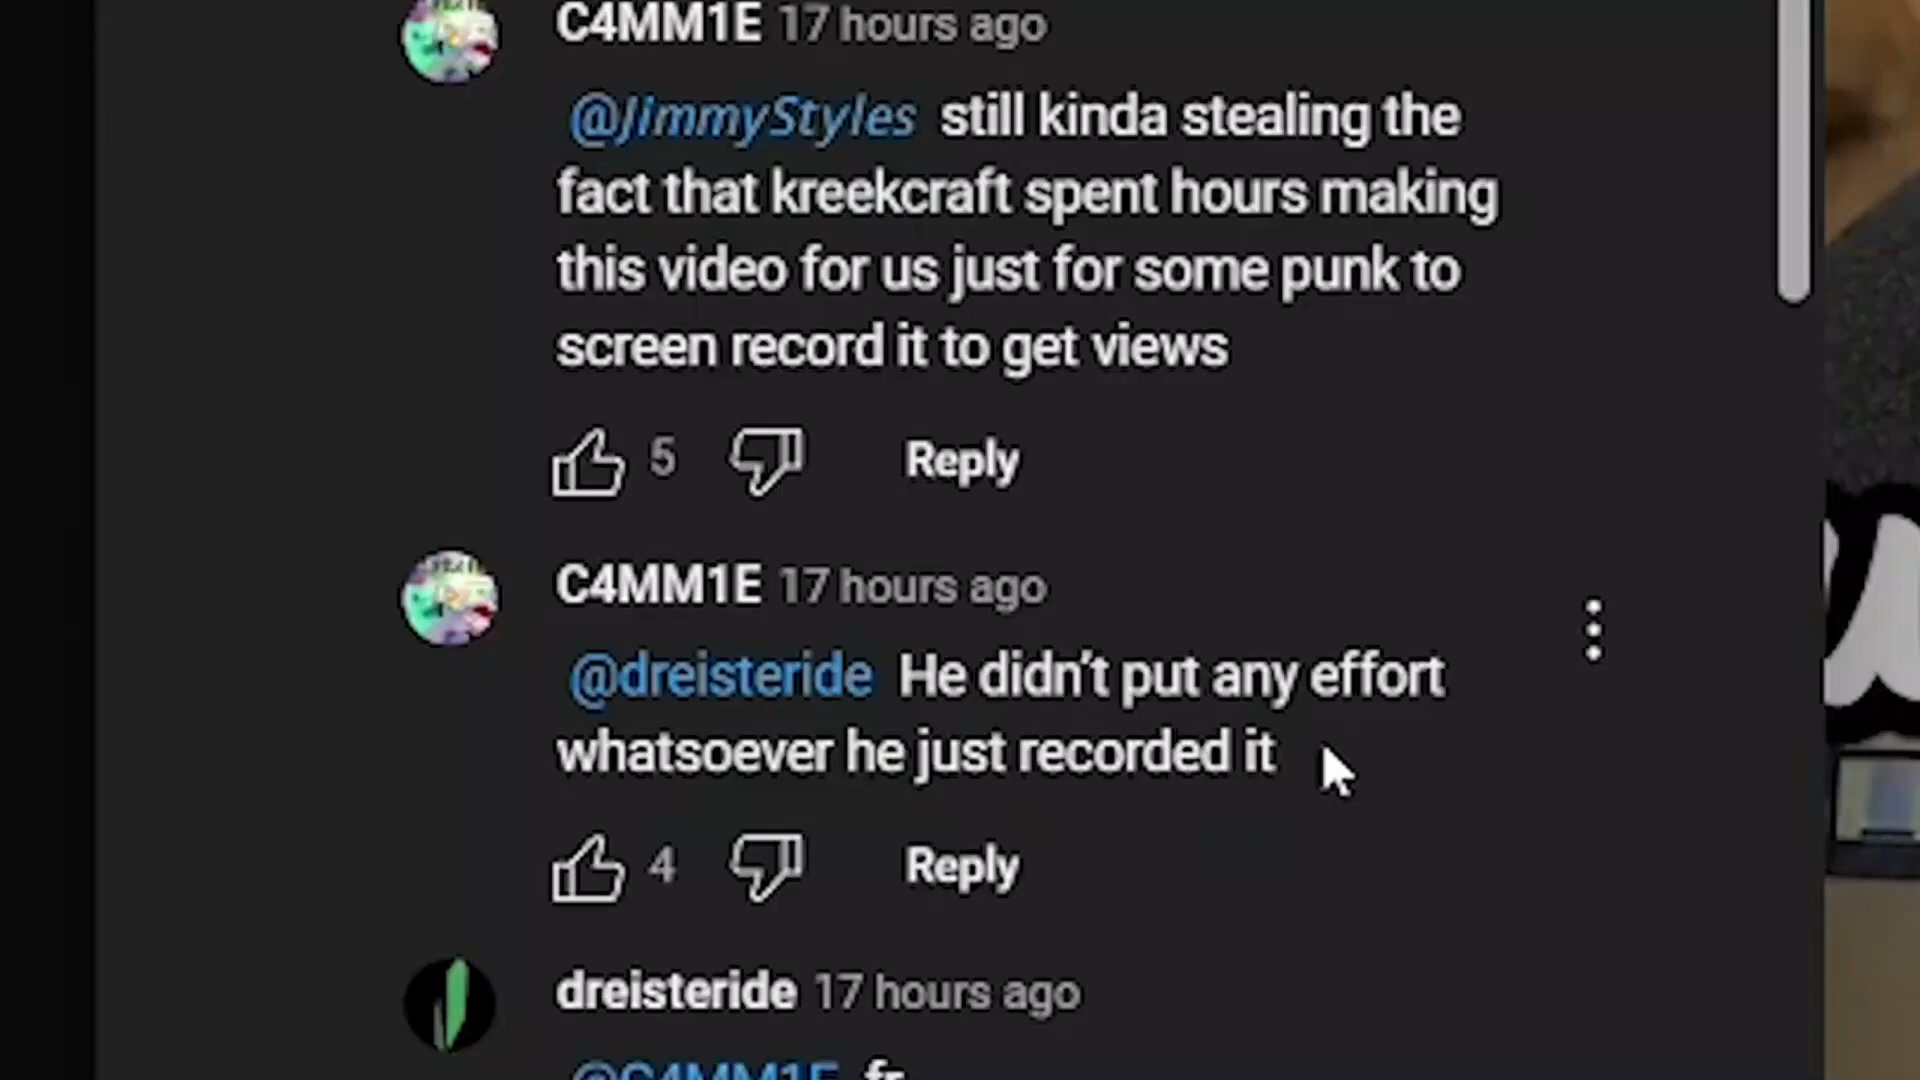 C4MM1E 17 hours ago
@JImmyStyles still kinda stealing the
fact that kreekcraft spent hours making
this video for us just for some punk to
screen record it to get views
5 Reply
C4MM1E 17 hours ago
@dreisteride He didn't put any effort
whatsoever he just recorded it
4 Reply
dreisteride 17 hours ago
@C4MM1E fr